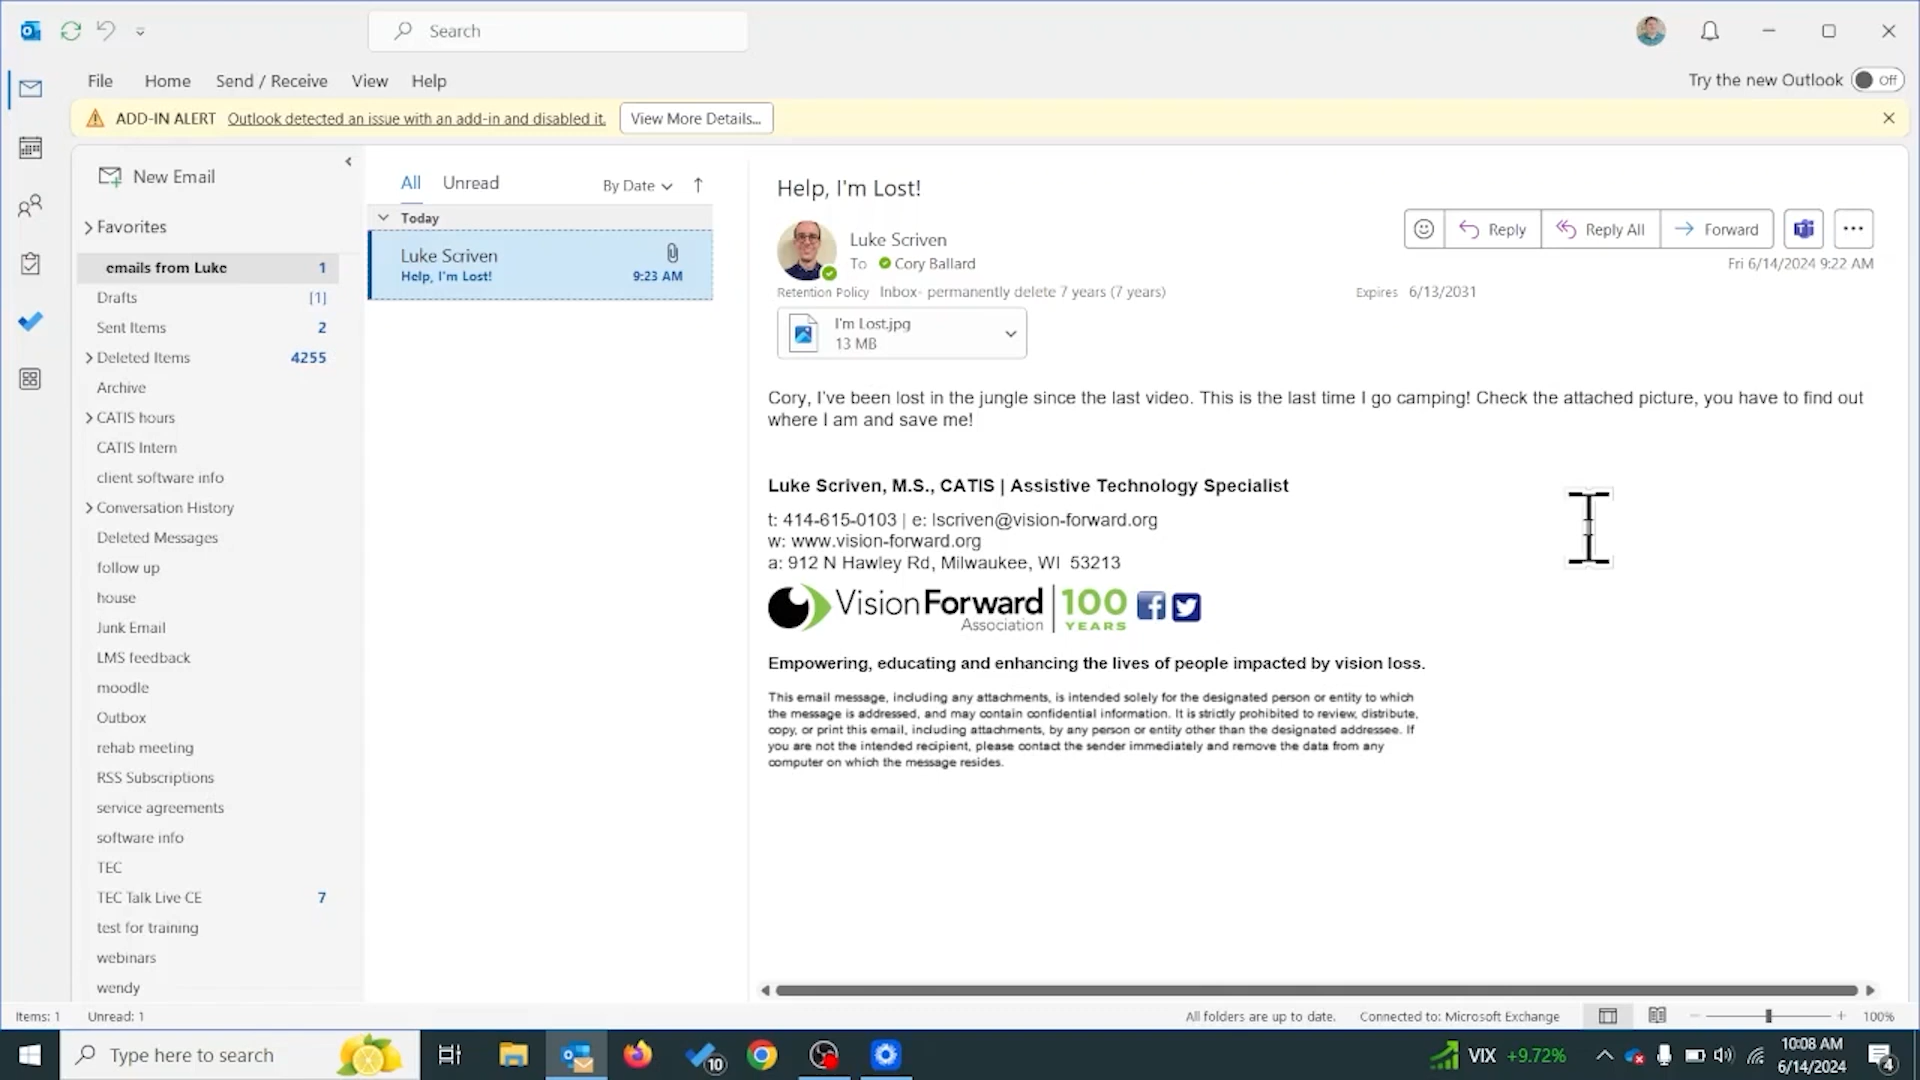 Search
File Home Send / Receive View Help
Try the new Outlook Off
ADD-IN ALERT Outlook detected an issue with an add-in and disabled it. View More Details...
New Email
Favorites
emails from Luke 1
Drafts [1]
Sent Items 2
Deleted Items 4255
Archive
CATIS hours
CATIS Intern
client software info
Conversation History
Deleted Messages
follow up
house
Junk Email
LMS feedback
moodle
Outbox
rehab meeting
RSS Subscriptions
service agreements
software info
TEC
TEC Talk Live CE 7
test for training
webinars
wendy
All Unread By Date
Today
Luke Scriven
Help, I'm Lost! 9:23 AM
Help, I'm Lost!
Luke Scriven
To Cory Ballard
Reply Reply All Forward
Fri 6/14/2024 9:22 AM
Retention Policy Inbox- permanently delete 7 years (7 years) Expires 6/13/2031
I'm Lost.jpg
13 MB
Cory, I've been lost in the jungle since the last video. This is the last time I go camping! Check the attached picture, you have to find out
where I am and save me!
Luke Scriven, M.S., CATIS | Assistive Technology Specialist
t: 414-615-0103 | e: lscriven@vision-forward.org
w: www.vision-forward.org
a: 912 N Hawley Rd, Milwaukee, WI 53213
VisionForward 100
Association YEARS
Empowering, educating and enhancing the lives of people impacted by vision loss.
This email message, including any attachments, is intended solely for the designated person or entity to which
the message is addressed, and may contain confidential information. It is strictly prohibited to review, distribute,
copy, or print this email, including attachments, by any person or entity other than the designated addressee. If
you are not the intended recipient, please contact the sender immediately and remove the data from any
computer on which the message resides.
Items: 1 Unread: 1
All folders are up to date. Connected to: Microsoft Exchange 100%
Type here to search
10
VIX +9.72%
10:08 AM
6/14/2024
4